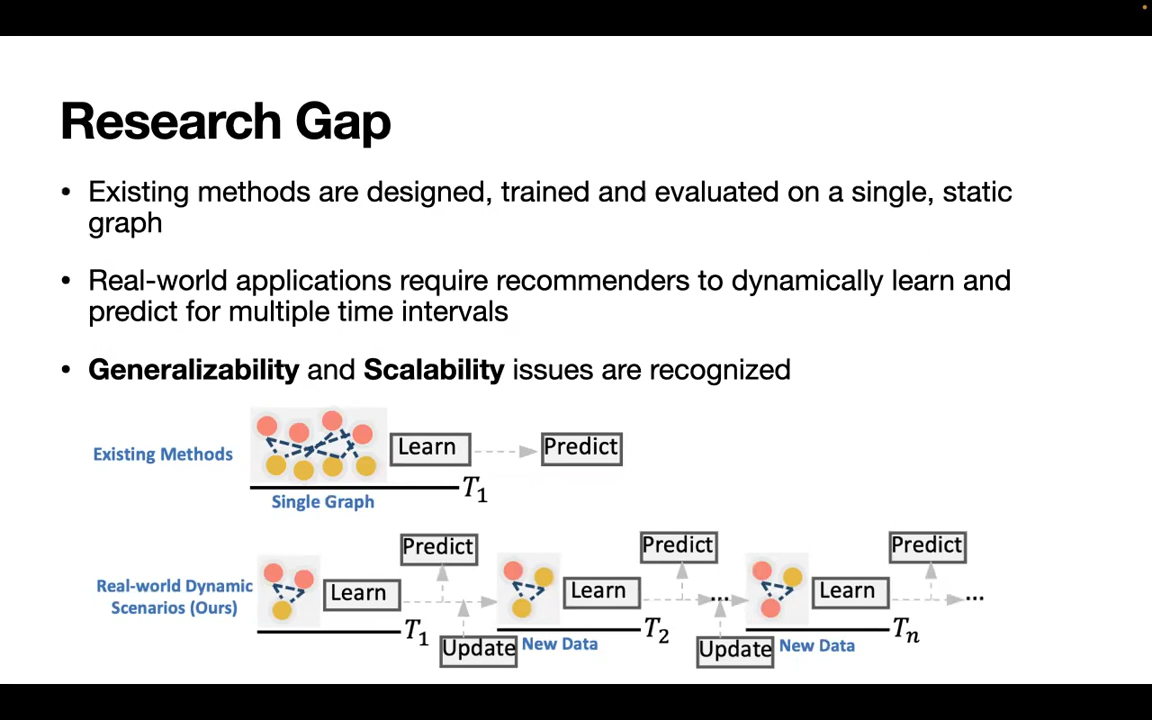 Research Gap
• Existing methods are designed, trained and evaluated on a single, static
graph
• Real-world applications require recommenders to dynamically learn and
predict for multiple time intervals
• Generalizability and Scalability issues are recognized
Existing Methods
Learn
Predict
T₁
Single Graph
Real-world Dynamic
Scenarios (Ours)
Learn
Predict
T₁
Update
New Data
Learn
Predict
T₂
...
Update
New Data
Learn
Predict
Tₙ
...